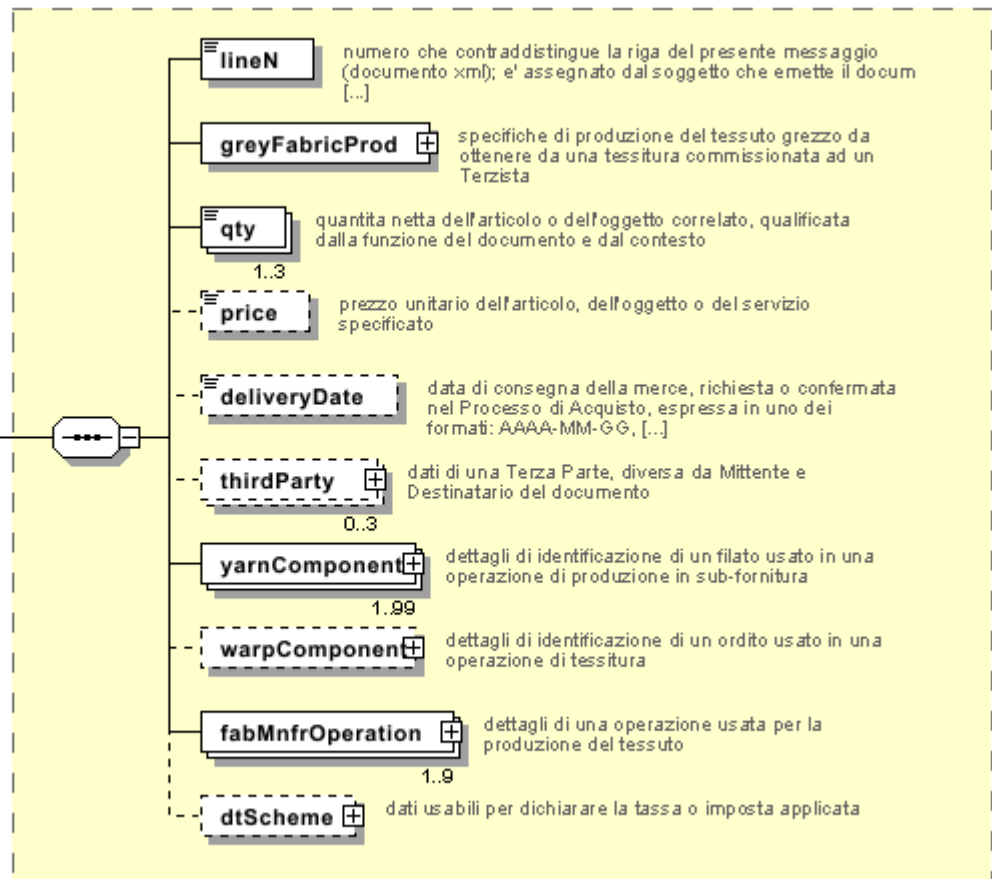 lineN
numero che contraddistingue la riga del presente messaggio
(documento xml); e' assegnato dal soggetto che emette il docum
[...]
greyFabricProd
specifiche di produzione del tessuto grezzo da
ottenere da una tessitura commissionata ad un
Terzista
qty
quantita netta dell'articolo o dell'oggetto correlato, qualificata
dalla funzione del documento e dal contesto
1..3
price
prezzo unitario dell'articolo, dell'oggetto o del servizio
specificato
deliveryDate
data di consegna della merce, richiesta o confermata
nel Processo di Acquisto, espressa in uno dei
formati: AAAA-MM-GG, [...]
thirdParty
dati di una Terza Parte, diversa da Mittente e
Destinatario del documento
0..3
yarnComponent
dettagli di identificazione di un filato usato in una
operazione di produzione in sub-fornitura
1..99
warpComponent
dettagli di identificazione di un ordito usato in una
operazione di tessitura
fabMnfrOperation
dettagli di una operazione usata per la
produzione del tessuto
1..9
dtScheme
dati usabili per dichiarare la tassa o imposta applicata